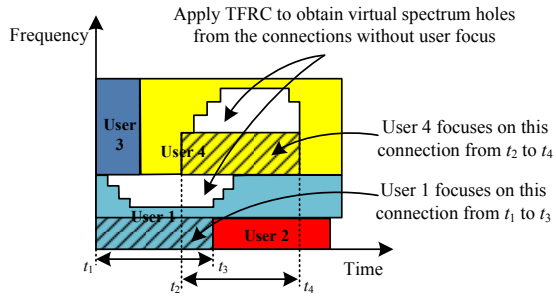 Apply TFRC to obtain virtual spectrum holes
from the connections without user focus
Frequency
User
3
User 4
User 4 focuses on this
connection from t2 to t4
User 1 focuses on this
connection from t1 to t3
User 1
User 2
t1
t3
Time
t2
t4